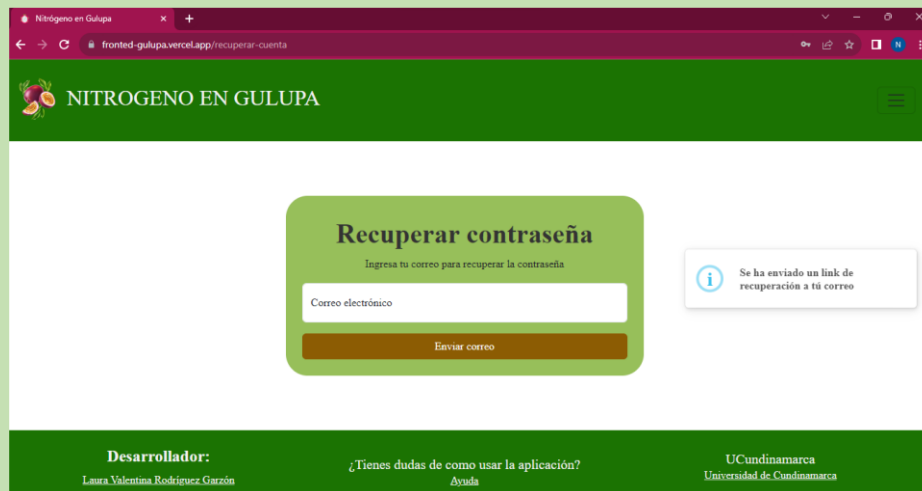 Nitrógeno en Gulupa
fronted-gulupa.vercel.app/recuperar-cuenta
N
NITROGENO EN GULUPA
Recuperar contraseña
Ingresa tu correo para recuperar la contraseña
Correo electrónico
Enviar correo
Se ha enviado un link de
recuperación a tú correo
Desarrollador:
Laura Valentina Rodríguez Garzón
¿Tienes dudas de como usar la aplicación?
Ayuda
UCundinamarca
Universidad de Cundinamarca